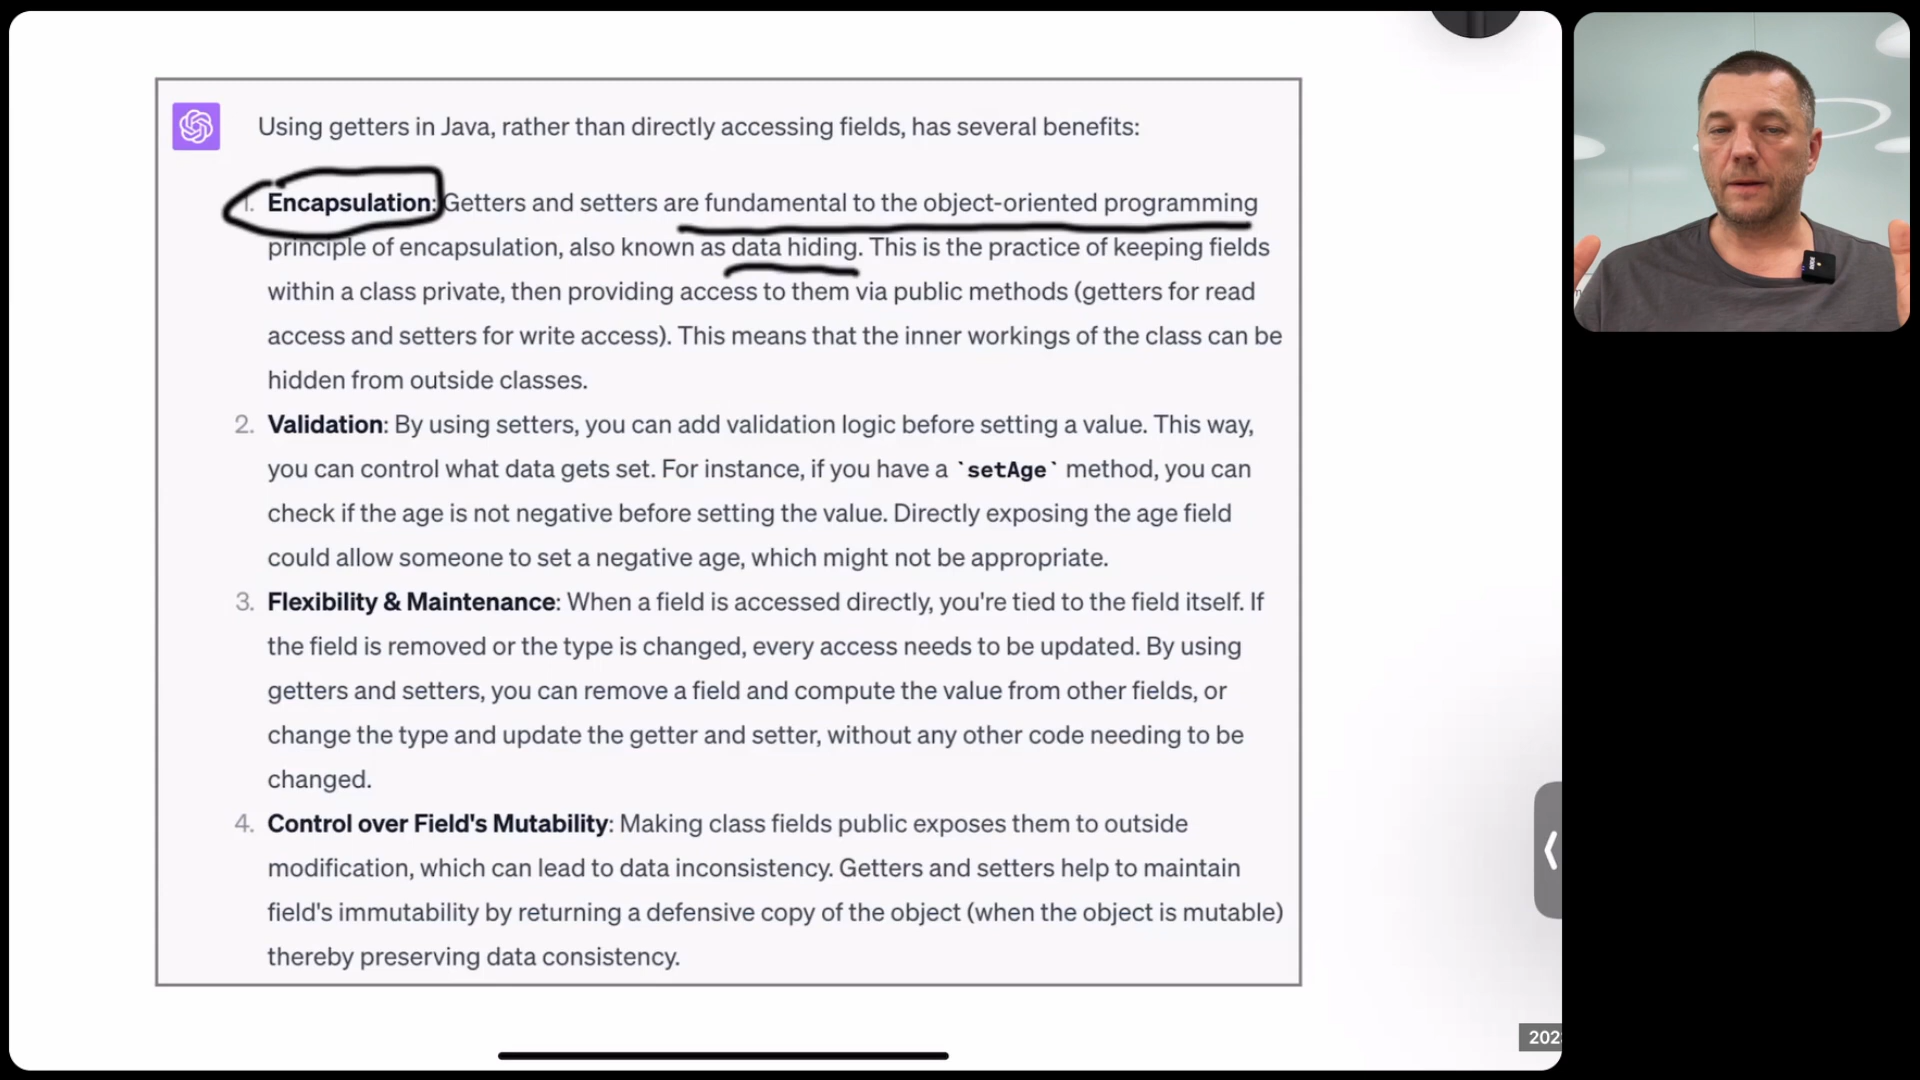 Using getters in Java, rather than directly accessing fields, has several benefits:
1. Encapsulation: Getters and setters are fundamental to the object-oriented programming
principle of encapsulation, also known as data hiding. This is the practice of keeping fields
within a class private, then providing access to them via public methods (getters for read
access and setters for write access). This means that the inner workings of the class can be
hidden from outside classes.
2. Validation: By using setters, you can add validation logic before setting a value. This way,
you can control what data gets set. For instance, if you have a `setAge` method, you can
check if the age is not negative before setting the value. Directly exposing the age field
could allow someone to set a negative age, which might not be appropriate.
3. Flexibility & Maintenance: When a field is accessed directly, you're tied to the field itself. If
the field is removed or the type is changed, every access needs to be updated. By using
getters and setters, you can remove a field and compute the value from other fields, or
change the type and update the getter and setter, without any other code needing to be
changed.
4. Control over Field's Mutability: Making class fields public exposes them to outside
modification, which can lead to data inconsistency. Getters and setters help to maintain
field's immutability by returning a defensive copy of the object (when the object is mutable)
thereby preserving data consistency.
202